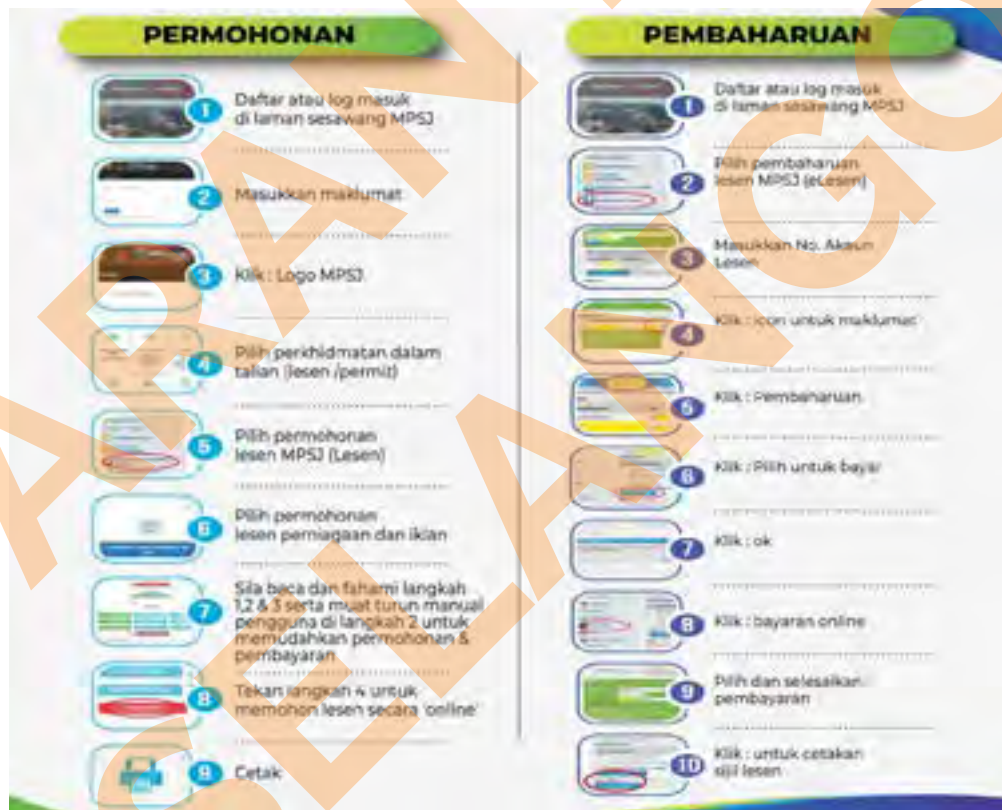 PERMOHONAN
1
Daftar atau log masuk
di laman sesawang MPSJ
2
Masukkan maklumat
3
Klik : Logo MPSJ
4
Pilih perkhidmatan dalam
talian (lesen /permit)
5
Pilih permohonan
lesen MPSJ (Lesen)
6
Pilih permohonan
lesen perniagaan dan iklan
7
Sila baca dan fahami langkah
1,2 & 3 serta muat turun manual
pengguna di langkah 2 untuk
memudahkan permohonan &
pembayaran
8
Tekan langkah 4 untuk
memohon lesen secara 'online'
9
Cetak
PEMBAHARUAN
1
Daftar atau log masuk
di laman sesawang MPSJ
2
Pilih pembaharuan
lesen MPSJ (eLesen)
3
Masukkan No. Akaun
Lesen
4
Klik : icon untuk maklumat
5
Klik : Pembaharuan
6
Klik : Pilih untuk bayar
7
Klik : ok
8
Klik : bayaran online
9
Pilih dan selesaikan
pembayaran
10
Klik : untuk cetakan
sijil lesen
ARAN
SELANGO